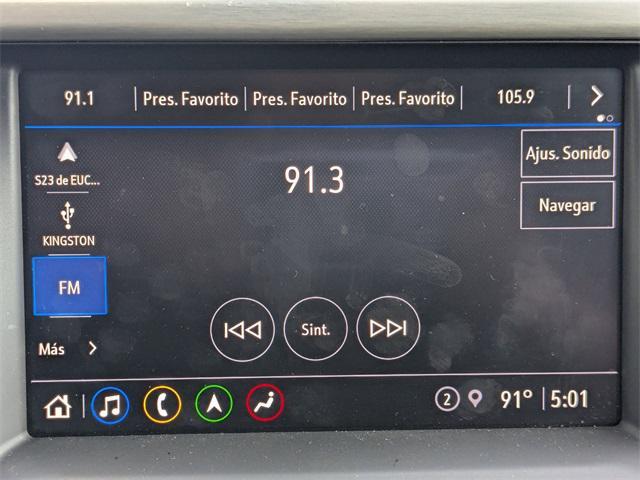 91.1 Pres. Favorito Pres. Favorito Pres. Favorito 105.9
S23 de EUC...
KINGSTON
FM
Más
91.3
Ajus. Sonido
Navegar
Sint.
2 91° 5:01